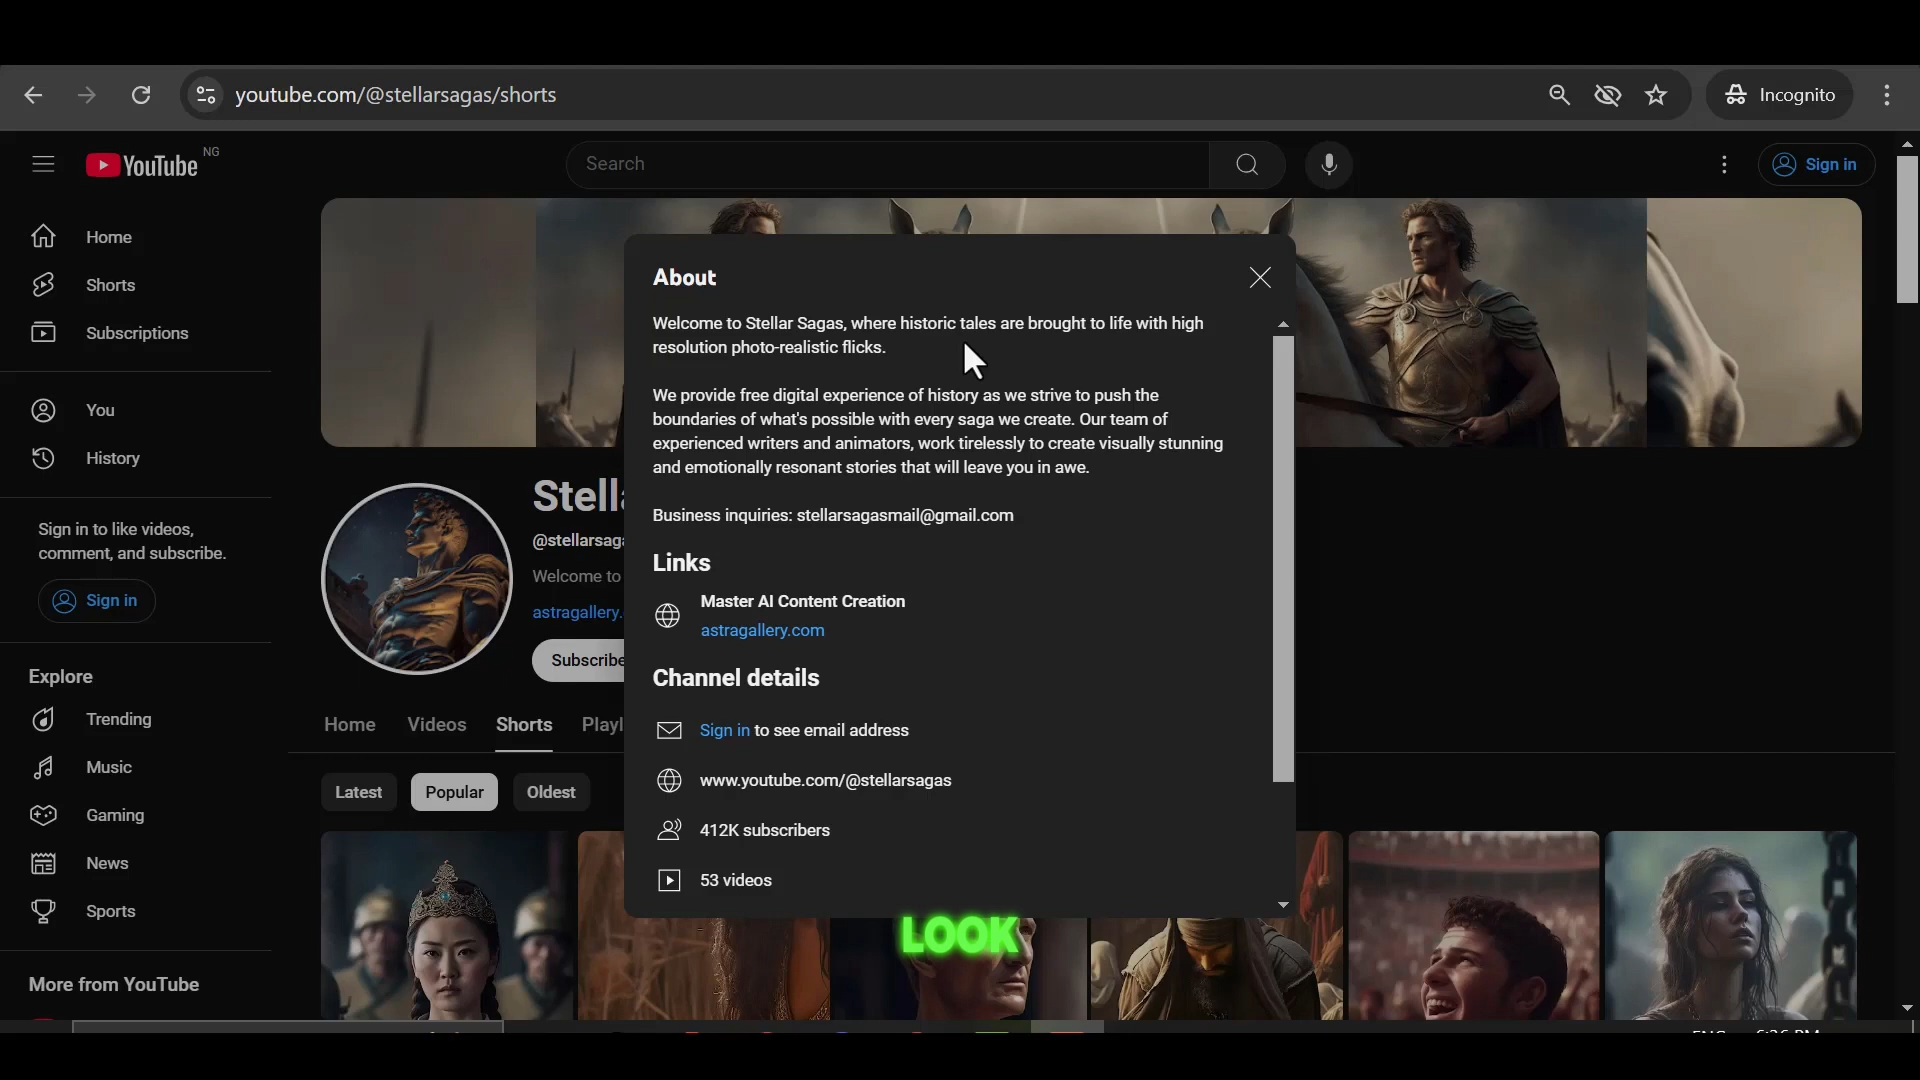 youtube.com/@stellarsagas/shorts
Incognito
YouTube NG
Search
Sign in
Home
Shorts
Subscriptions
You
History
Sign in to like videos,
comment, and subscribe.
Sign in
Explore
Trending
Music
Gaming
News
Sports
More from YouTube
Stell
@stellarsaga
Welcome to
astragallery.
Subscribe
Home
Videos
Shorts
Playl
Latest
Popular
Oldest
About
Welcome to Stellar Sagas, where historic tales are brought to life with high
resolution photo-realistic flicks.
We provide free digital experience of history as we strive to push the
boundaries of what's possible with every saga we create. Our team of
experienced writers and animators, work tirelessly to create visually stunning
and emotionally resonant stories that will leave you in awe.
Business inquiries: stellarsagasmail@gmail.com
Links
Master AI Content Creation
astragallery.com
Channel details
Sign in to see email address
www.youtube.com/@stellarsagas
412K subscribers
53 videos
LOOK